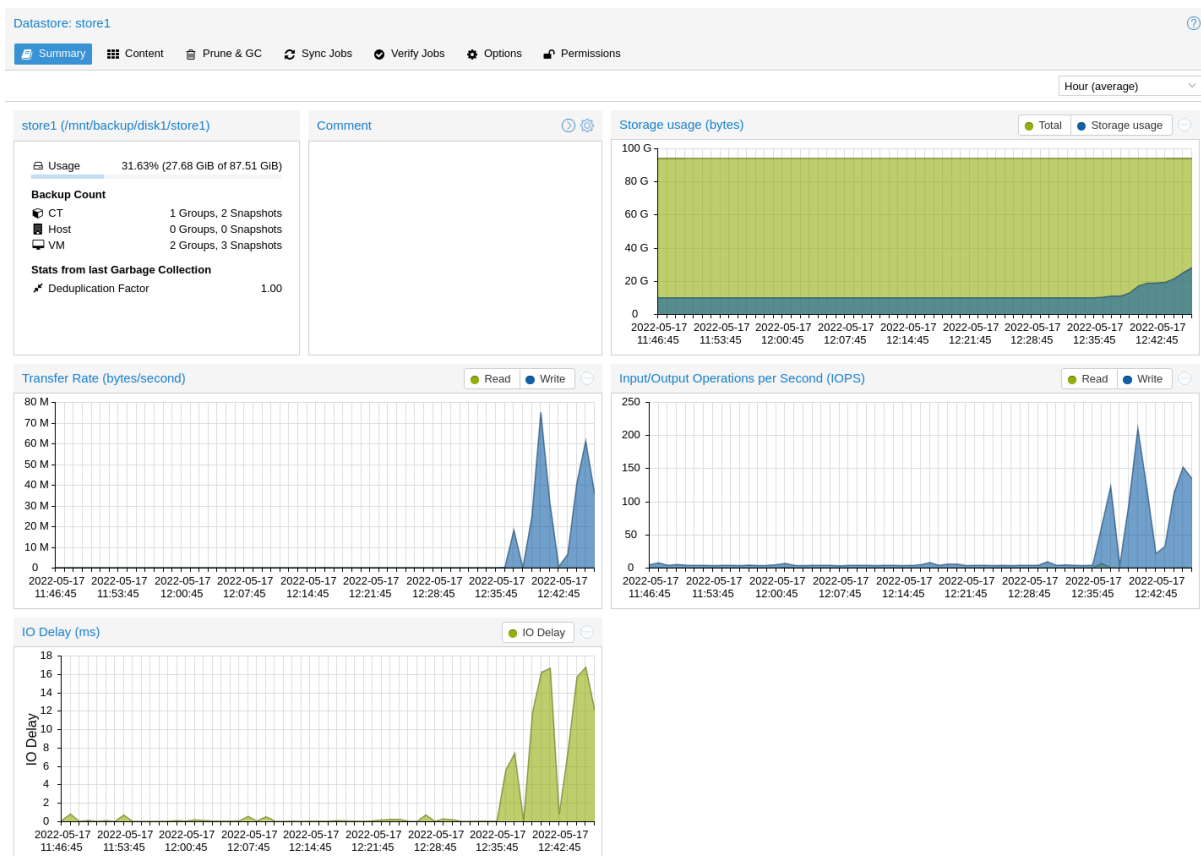 Datastore: store1
Summary Content Prune & GC Sync Jobs Verify Jobs Options Permissions
Hour (average)
store1 (/mnt/backup/disk1/store1)
Usage 31.63% (27.68 GiB of 87.51 GiB)
Backup Count
CT 1 Groups, 2 Snapshots
Host 0 Groups, 0 Snapshots
VM 2 Groups, 3 Snapshots
Stats from last Garbage Collection
Deduplication Factor 1.00
Comment
Storage usage (bytes) Total Storage usage
100 G
80 G
60 G
40 G
20 G
0
2022-05-17 2022-05-17 2022-05-17 2022-05-17 2022-05-17 2022-05-17 2022-05-17 2022-05-17 2022-05-17
11:46:45 11:53:45 12:00:45 12:07:45 12:14:45 12:21:45 12:28:45 12:35:45 12:42:45
Transfer Rate (bytes/second) Read Write
80 M
70 M
60 M
50 M
40 M
30 M
20 M
10 M
0
2022-05-17 2022-05-17 2022-05-17 2022-05-17 2022-05-17 2022-05-17 2022-05-17 2022-05-17 2022-05-17
11:46:45 11:53:45 12:00:45 12:07:45 12:14:45 12:21:45 12:28:45 12:35:45 12:42:45
Input/Output Operations per Second (IOPS) Read Write
250
200
150
100
50
0
2022-05-17 2022-05-17 2022-05-17 2022-05-17 2022-05-17 2022-05-17 2022-05-17 2022-05-17 2022-05-17
11:46:45 11:53:45 12:00:45 12:07:45 12:14:45 12:21:45 12:28:45 12:35:45 12:42:45
IO Delay (ms) IO Delay
IO Delay
18
16
14
12
10
8
6
4
2
0
2022-05-17 2022-05-17 2022-05-17 2022-05-17 2022-05-17 2022-05-17 2022-05-17 2022-05-17 2022-05-17
11:46:45 11:53:45 12:00:45 12:07:45 12:14:45 12:21:45 12:28:45 12:35:45 12:42:45